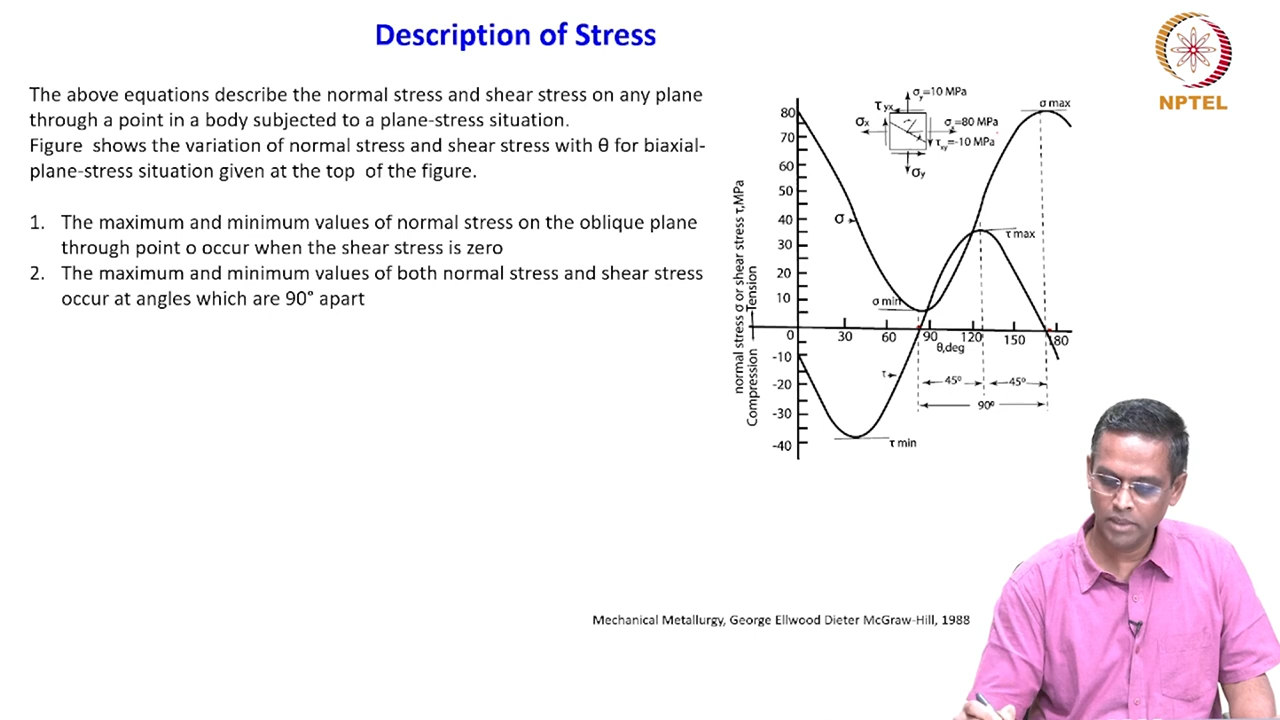 Description of Stress
NPTEL
The above equations describe the normal stress and shear stress on any plane
through a point in a body subjected to a plane-stress situation.
Figure shows the variation of normal stress and shear stress with θ for biaxial-
plane-stress situation given at the top of the figure.
1. The maximum and minimum values of normal stress on the oblique plane
through point o occur when the shear stress is zero
2. The maximum and minimum values of both normal stress and shear stress
occur at angles which are 90° apart
normal stress σ or shear stress τ,MPa
Compression
Tension
80
70
60
50
40
30
20
10
0
-10
-20
-30
-40
30
60
90
120
150
180
θ,deg
σy=10 MPa
τyx
σx
σx=80 MPa
τxy=-10 MPa
σy
σ max
σ
τ max
σ min
τ
45º
45º
90º
τ min
Mechanical Metallurgy, George Ellwood Dieter McGraw-Hill, 1988